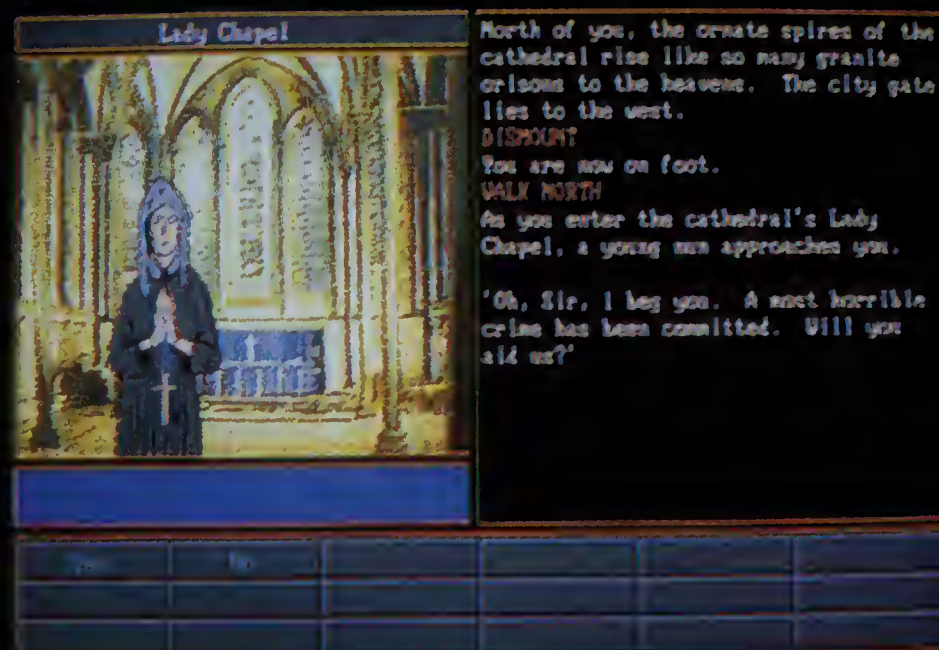 Lady Chapel
North of you, the ornate spires of the
cathedral rise like so many granite
orisons to the heavens. The city gate
lies to the west.
DISMOUNT
You are now on foot.
WALK NORTH
As you enter the cathedral's Lady
Chapel, a young nun approaches you.
'Oh, Sir, I beg you. A most horrible
crime has been committed. Will you
aid us?'